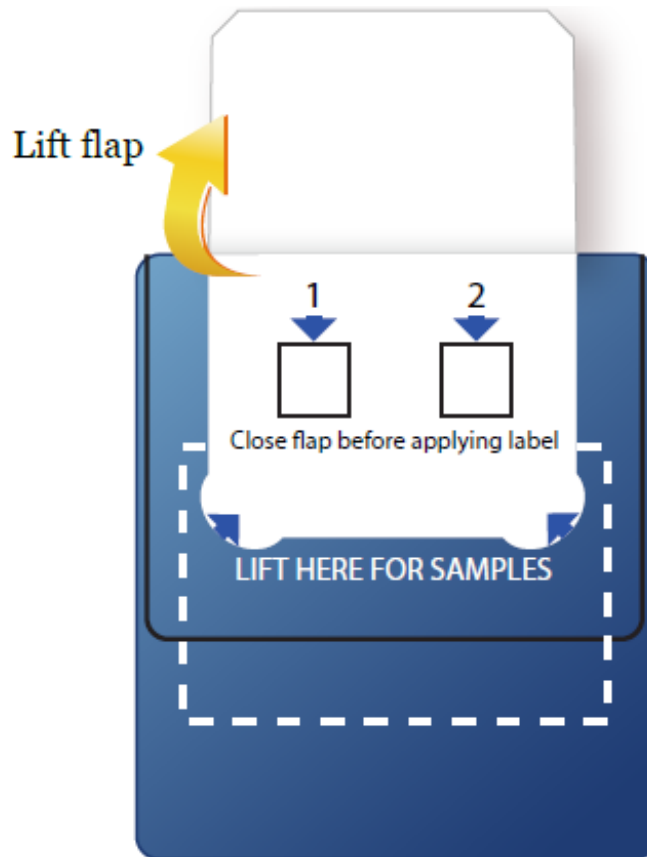 Lift flap
1 2
Close flap before applying label
LIFT HERE FOR SAMPLES